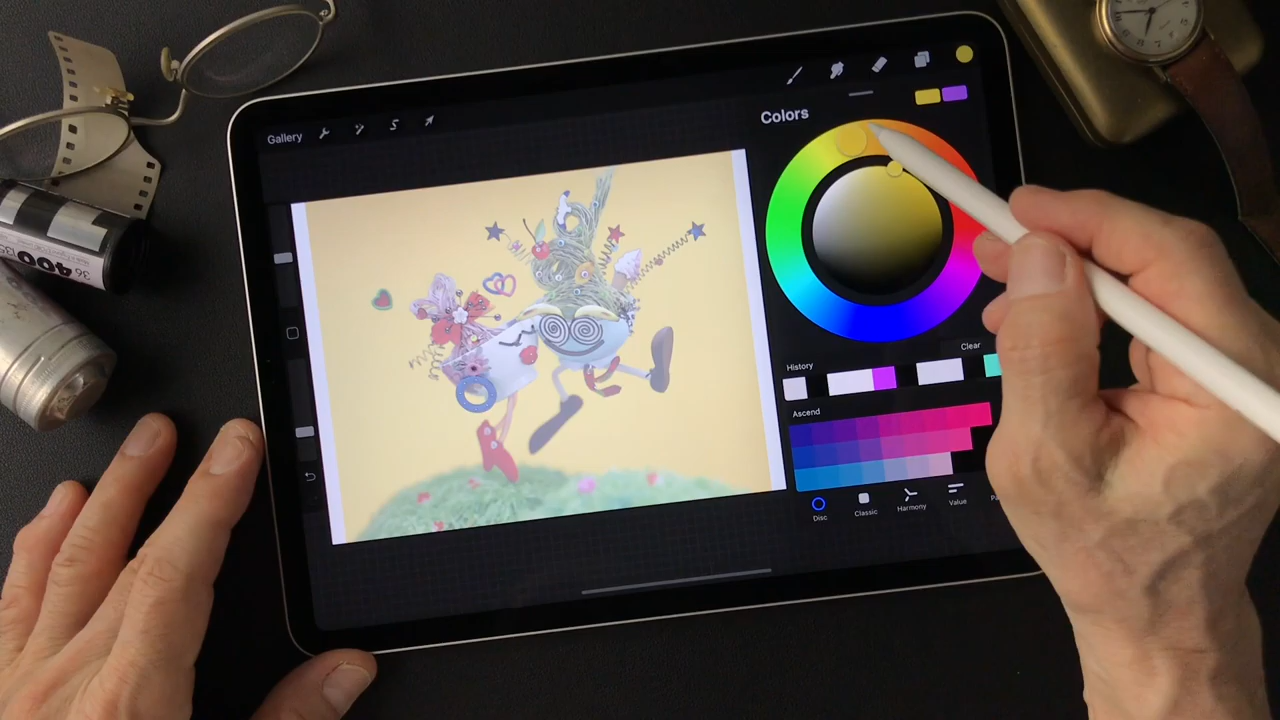 Gallery
Colors
Clear
History
Ascend
Disc
Classic
Harmony
Value
400
36